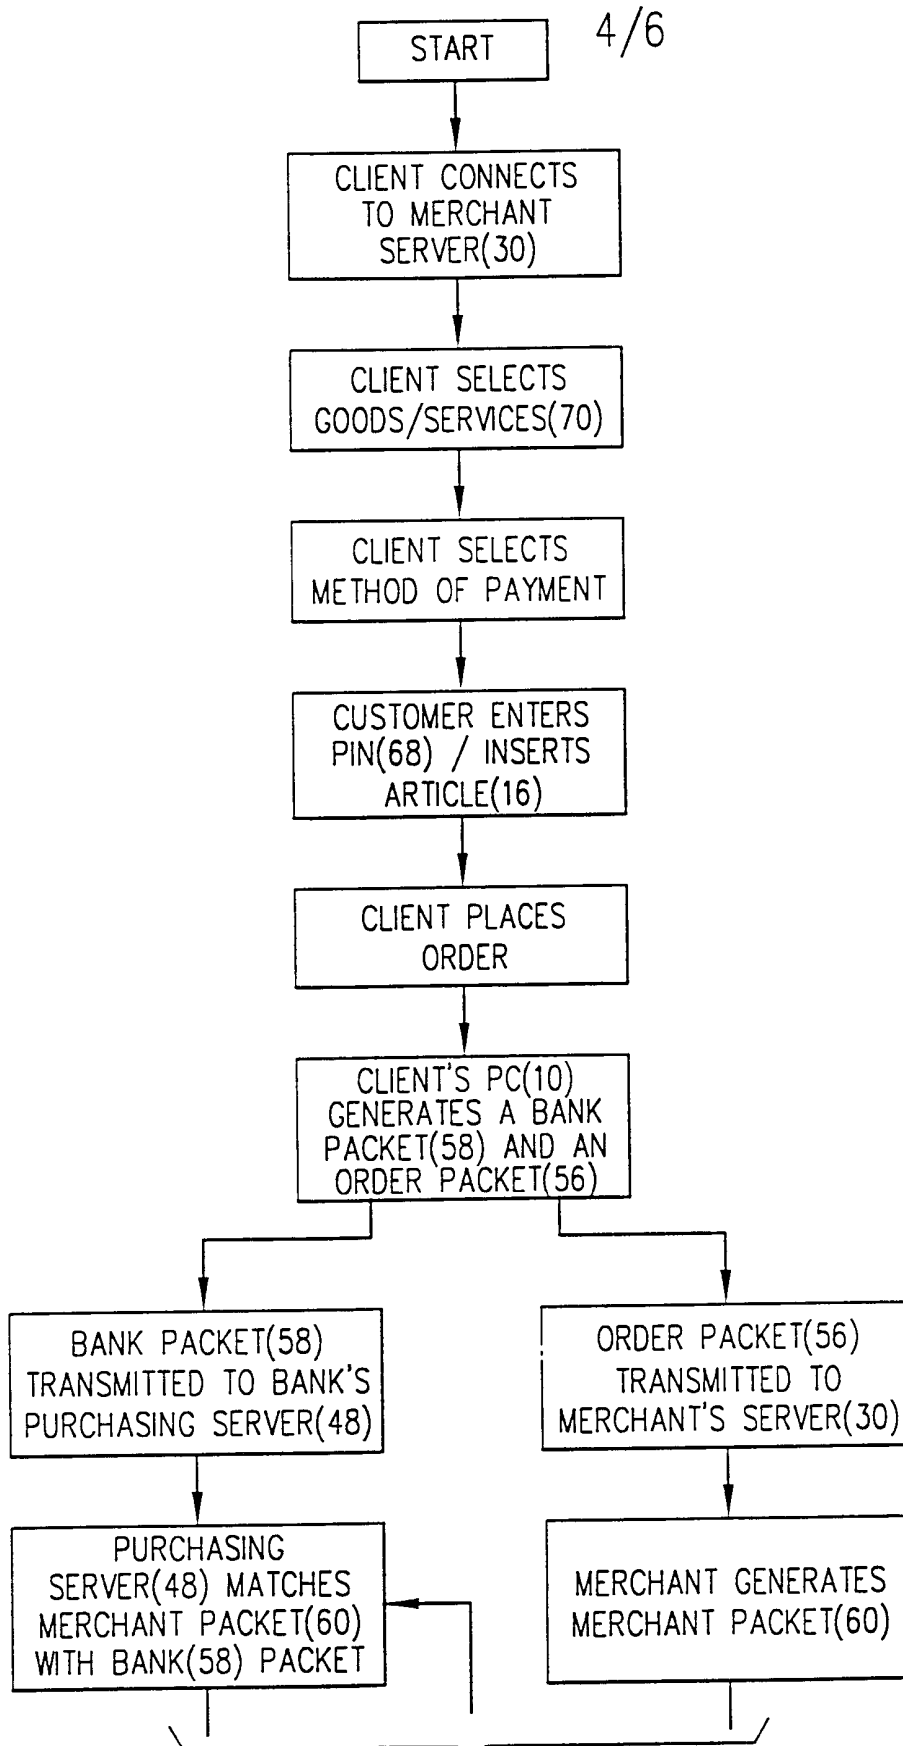 4/6
START
CLIENT CONNECTS
TO MERCHANT
SERVER(30)
CLIENT SELECTS
GOODS/SERVICES(70)
CLIENT SELECTS
METHOD OF PAYMENT
CUSTOMER ENTERS
PIN(68) / INSERTS
ARTICLE(16)
CLIENT PLACES
ORDER
CLIENT'S PC(10)
GENERATES A BANK
PACKET(58) AND AN
ORDER PACKET(56)
BANK PACKET(58)
TRANSMITTED TO BANK'S
PURCHASING SERVER(48)
ORDER PACKET(56)
TRANSMITTED TO
MERCHANT'S SERVER(30)
PURCHASING
SERVER(48) MATCHES
MERCHANT PACKET(60)
WITH BANK(58) PACKET
MERCHANT GENERATES
MERCHANT PACKET(60)